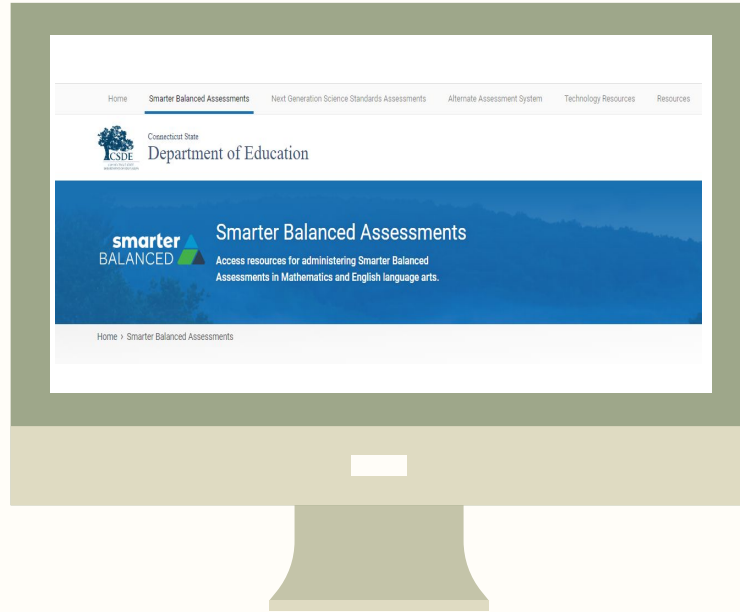 Home Smarter Balanced Assessments Next Generation Science Standards Assessments Alternate Assessment System Technology Resources Resources
CSDE
Connecticut State
Department of Education
smarter
BALANCED
Smarter Balanced Assessments
Access resources for administering Smarter Balanced
Assessments in Mathematics and English language arts.
Home › Smarter Balanced Assessments